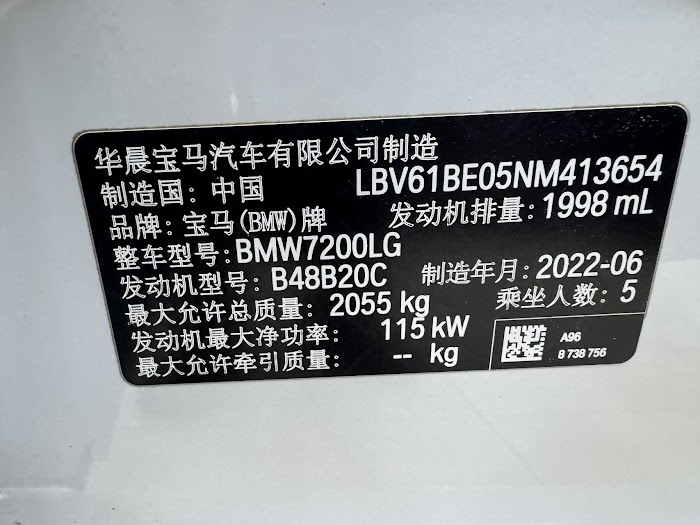 华晨宝马汽车有限公司制造
制造国: 中国 LBV61BE05NM413654
品牌: 宝马(BMW)牌 发动机排量: 1998 mL
整车型号: BMW7200LG
发动机型号: B48B20C 制造年月: 2022-06
最大允许总质量: 2055 kg 乘坐人数: 5
发动机最大净功率: 115 kW
最大允许牵引质量: -- kg
A96
8 738 756